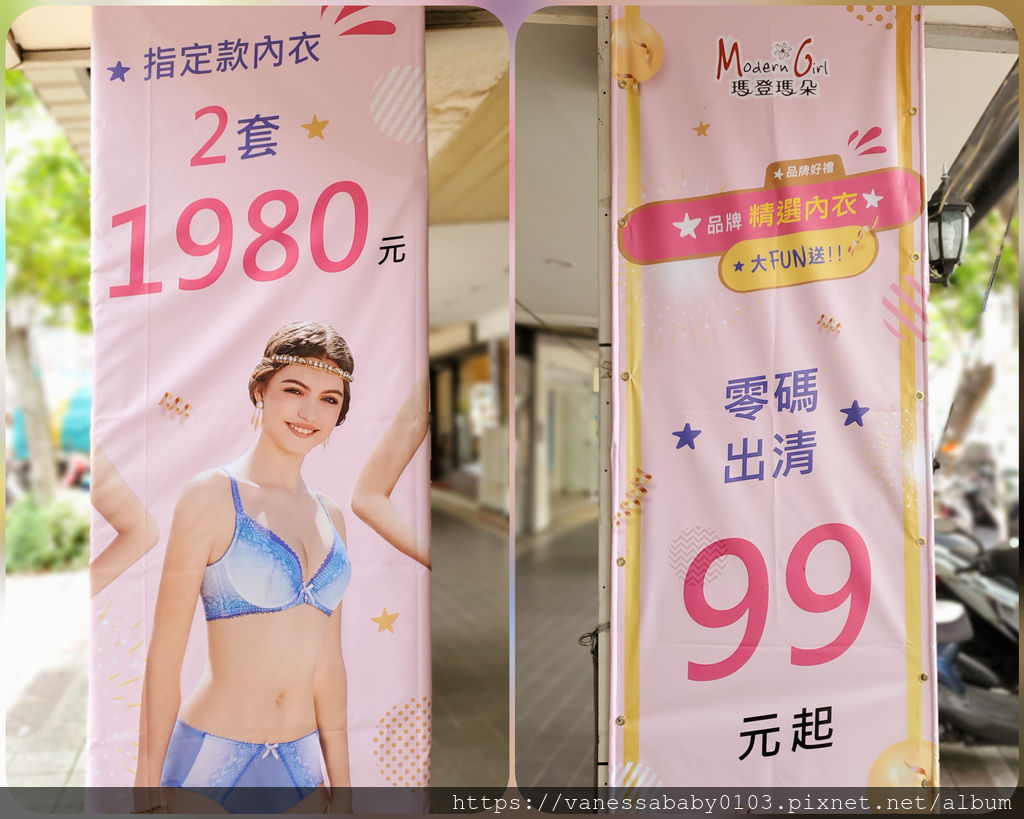 指定款內衣
2套
1980元
Modern Girl
瑪登瑪朵
品牌好禮
品牌精選內衣
大FUN送!!
零碼
出清
99
元起
https://vanessababy0103.pixnet.net/album